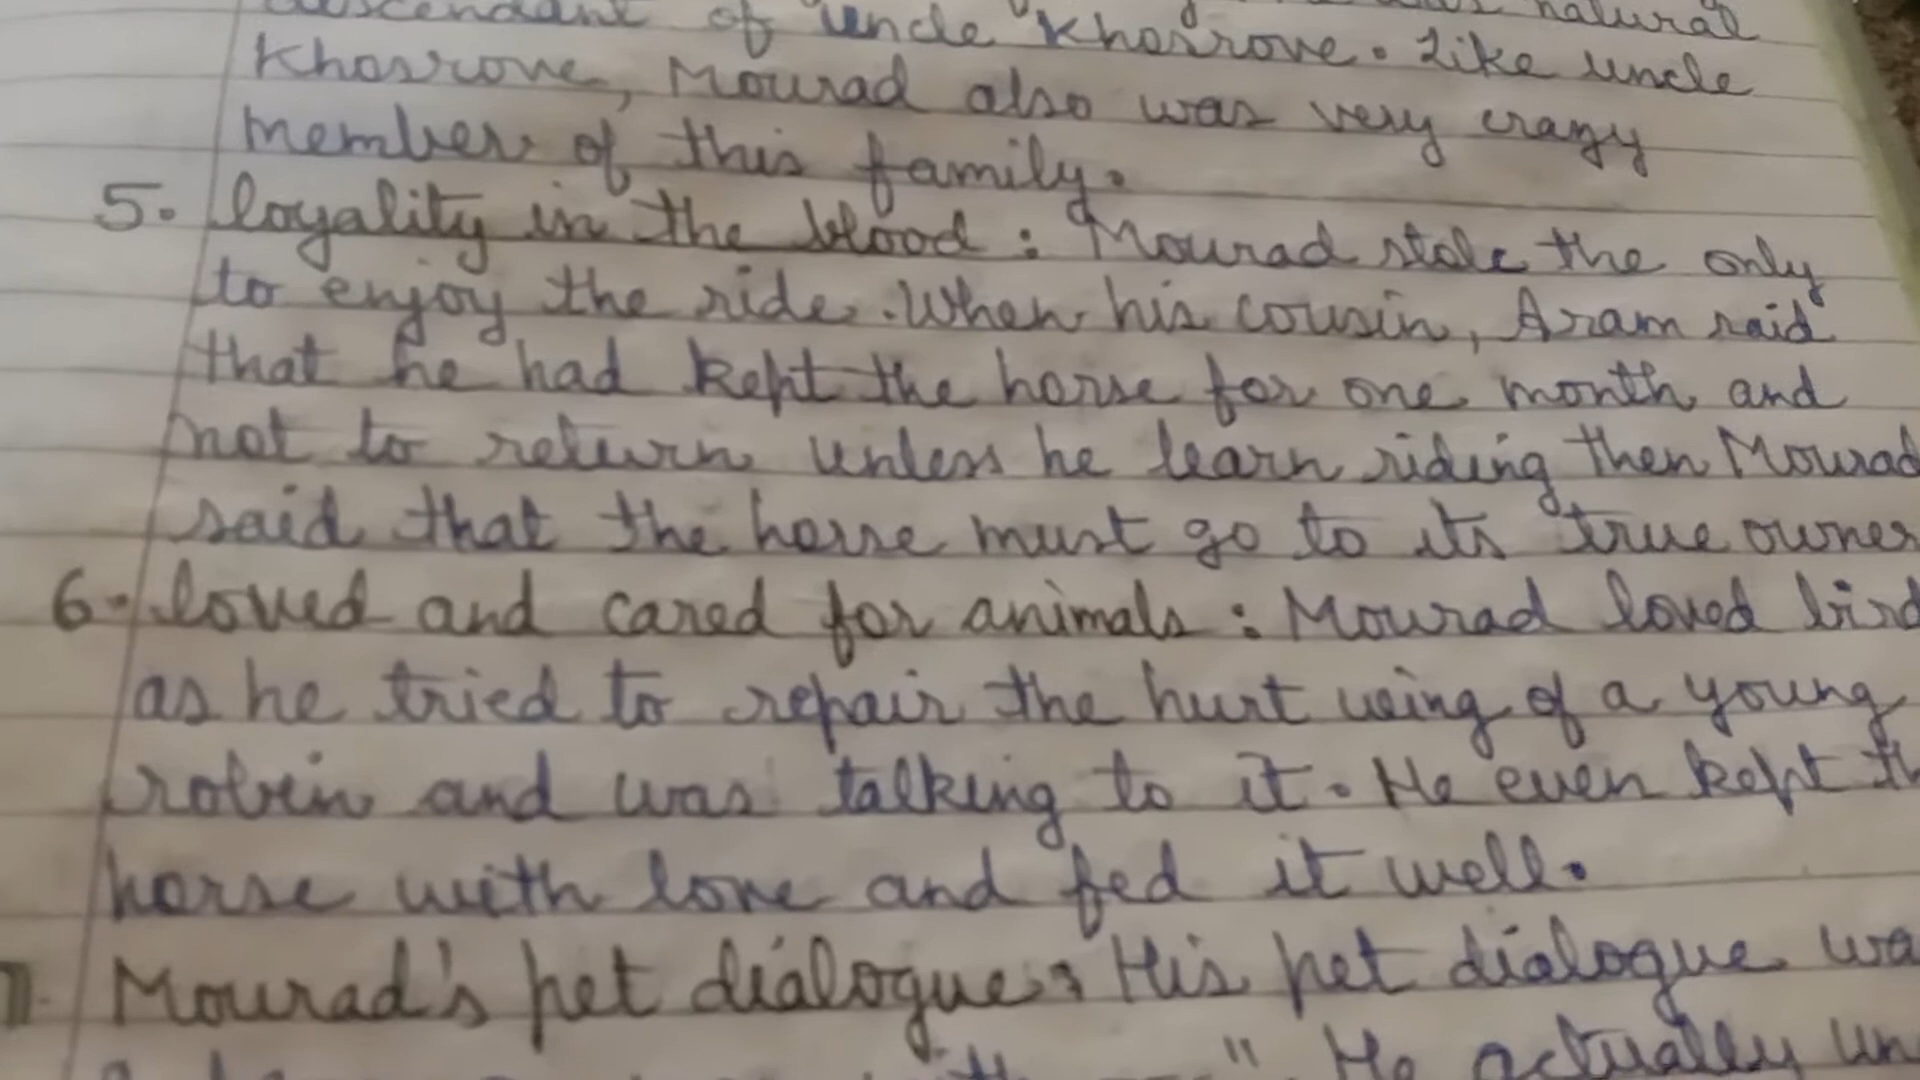 descendant of uncle Khosrove. Like uncle natural
Khosrove, Mourad also was very crazy
member of this family.
5. loyality in the blood : Mourad stole the only
to enjoy the ride. When his cousin, Aram said
that he had kept the horse for one month and
not to return unless he learn riding then Mourad
said that the horse must go to its true owner
6. loved and cared for animals : Mourad loved bird
as he tried to repair the hurt wing of a young
robin and was talking to it. He even kept th
horse with love and fed it well.
7. Mourad's pet dialogue : His pet dialogue wa
" He actually un